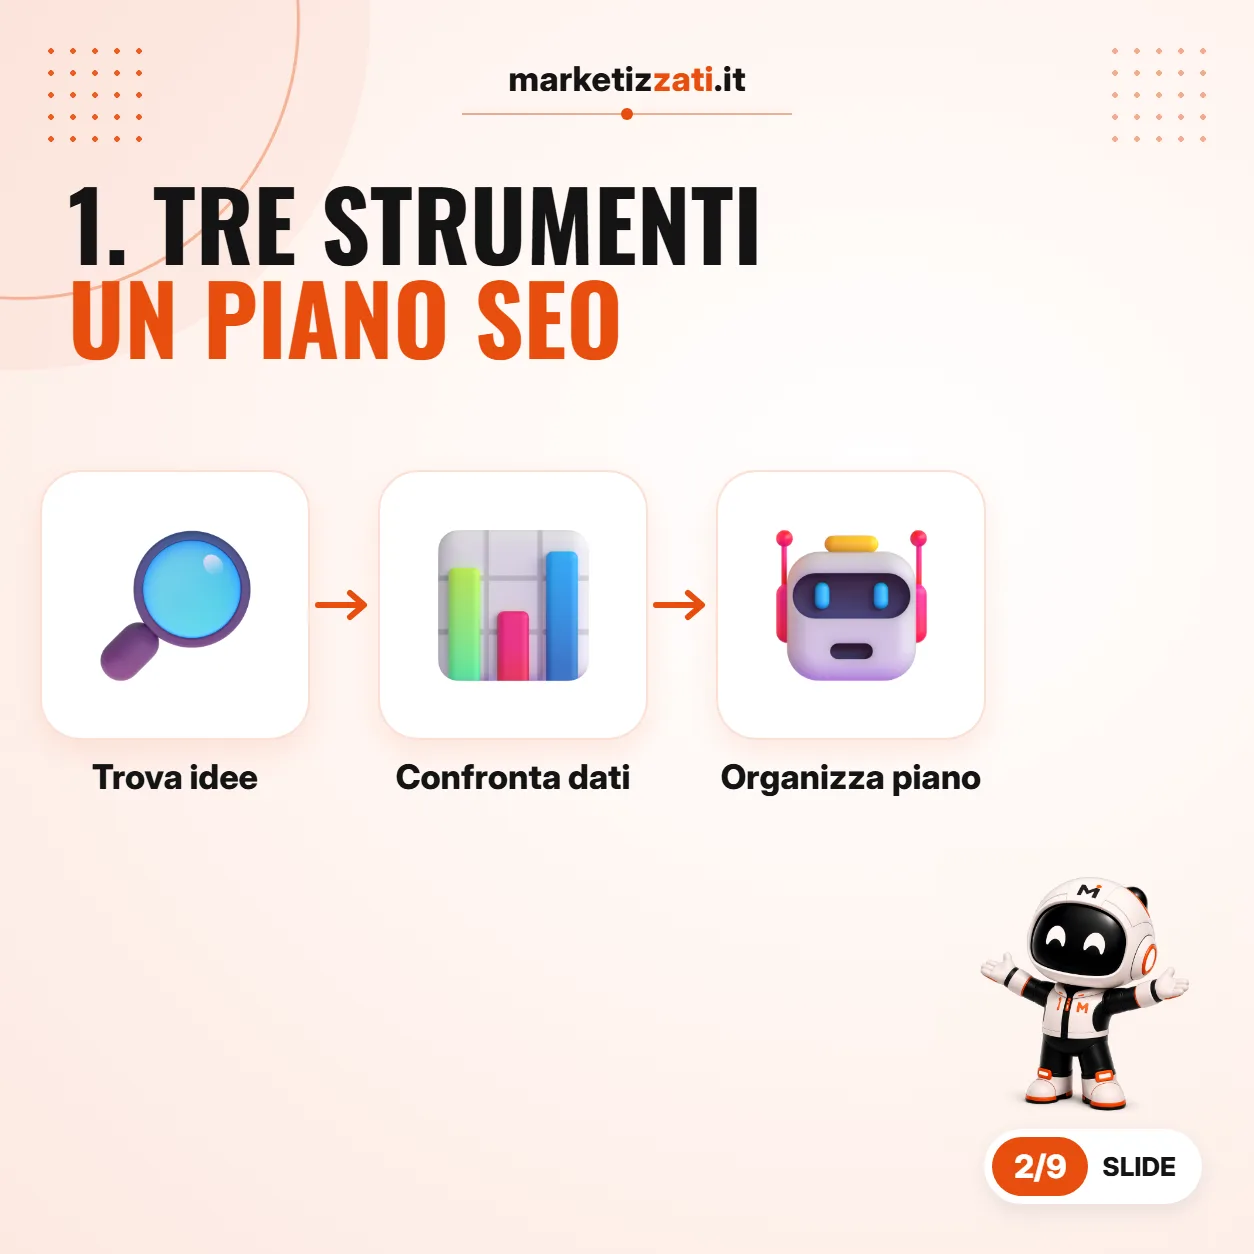 marketizzati.it
1. TRE STRUMENTI
UN PIANO SEO
Trova idee
Confronta dati
Organizza piano
M
2/9 SLIDE